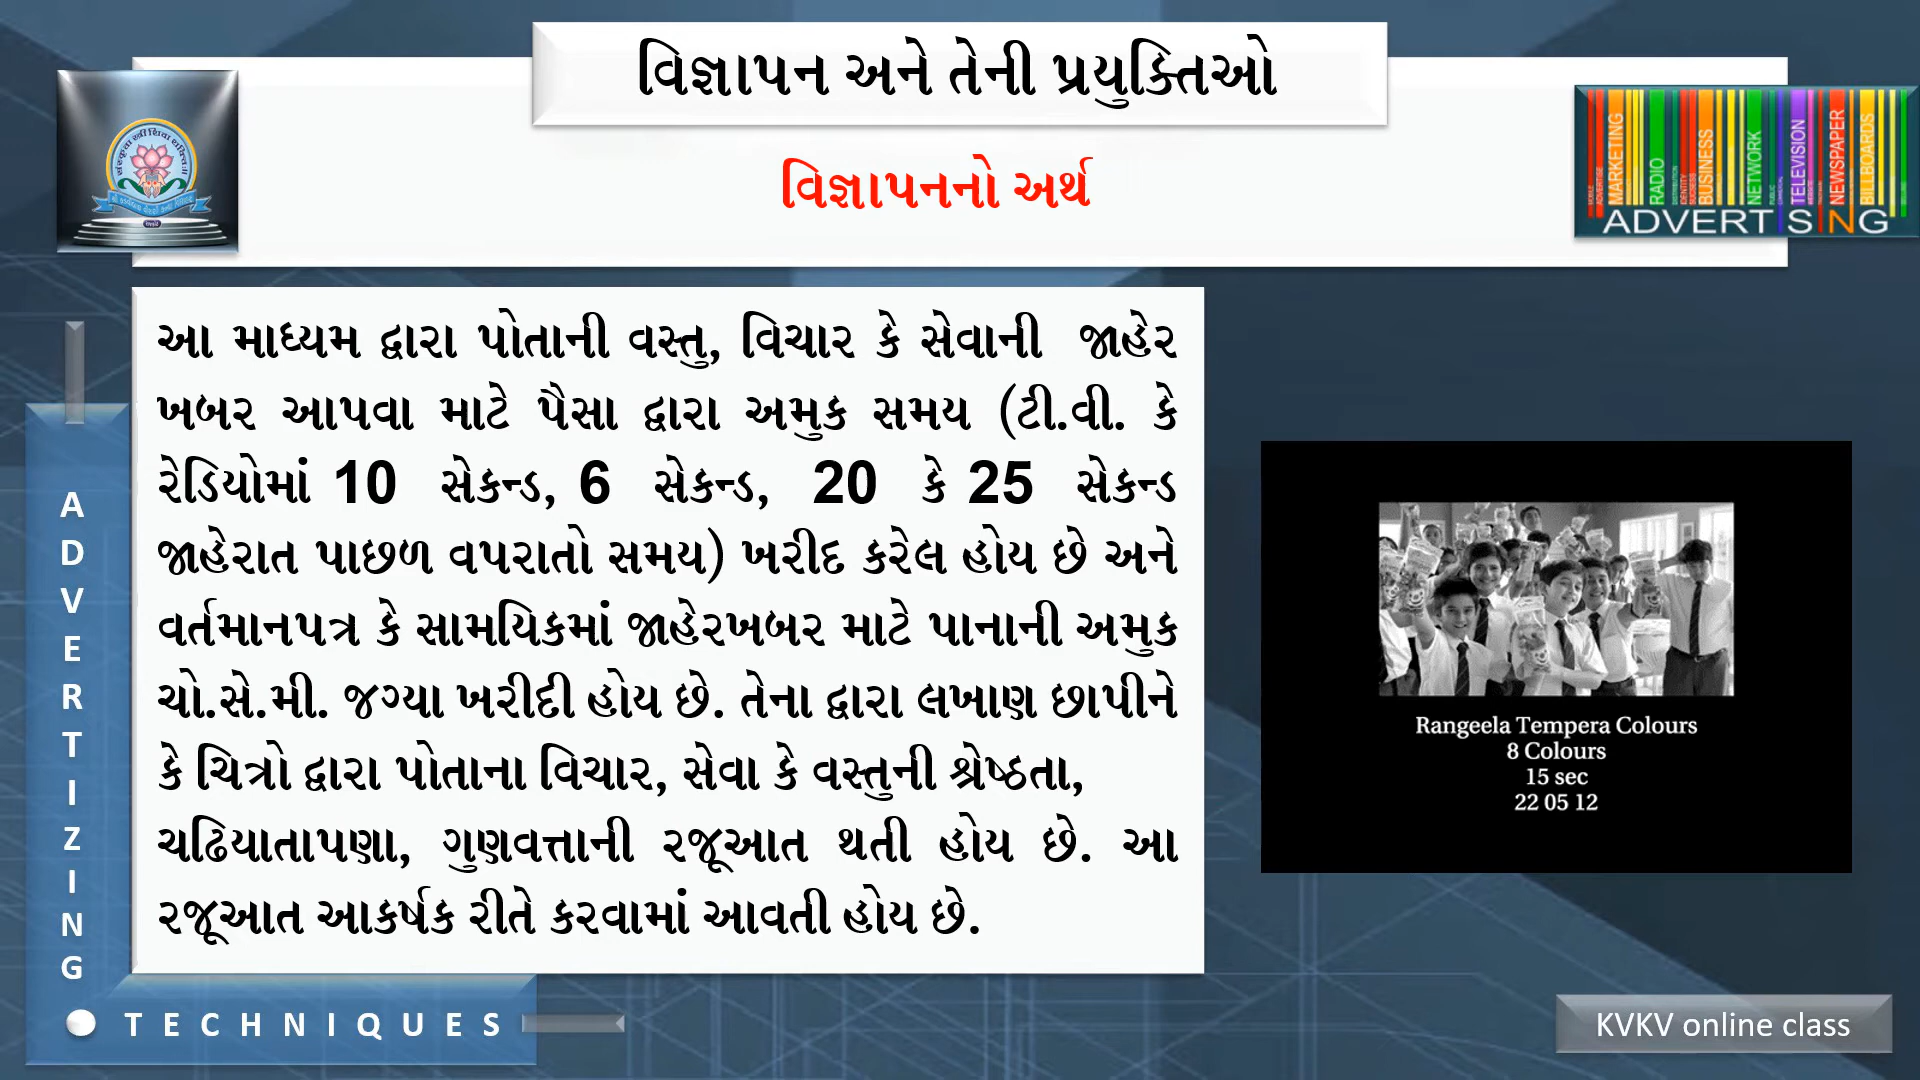 વિજ્ઞાપન અને તેની પ્રયુક્તિઓ
વિજ્ઞાપનનો અર્થ
MARKETING
RADIO
BUSINESS
NETWORK
TELEVISION
NEWSPAPER
BILLBOARDS
ADVERTISING
આ માધ્યમ દ્વારા પોતાની વસ્તુ, વિચાર કે સેવાની જાહેર
ખબર આપવા માટે પૈસા દ્વારા અમુક સમય (ટી.વી. કે
રેડિયોમાં 10 સેકન્ડ, 6 સેકન્ડ, 20 કે 25 સેકન્ડ
જાહેરાત પાછળ વપરાતો સમય) ખરીદ કરેલ હોય છે અને
વર્તમાનપત્ર કે સામયિકમાં જાહેરખબર માટે પાનાની અમુક
ચો.સે.મી. જગ્યા ખરીદી હોય છે. તેના દ્વારા લખાણ છાપીને
કે ચિત્રો દ્વારા પોતાના વિચાર, સેવા કે વસ્તુની શ્રેષ્ઠતા,
ચઢિયાતાપણા, ગુણવત્તાની રજૂઆત થતી હોય છે. આ
રજૂઆત આકર્ષક રીતે કરવામાં આવતી હોય છે.
Rangeela Tempera Colours
8 Colours
15 sec
22 05 12
ADVERTIZING
TECHNIQUES
KVKV online class